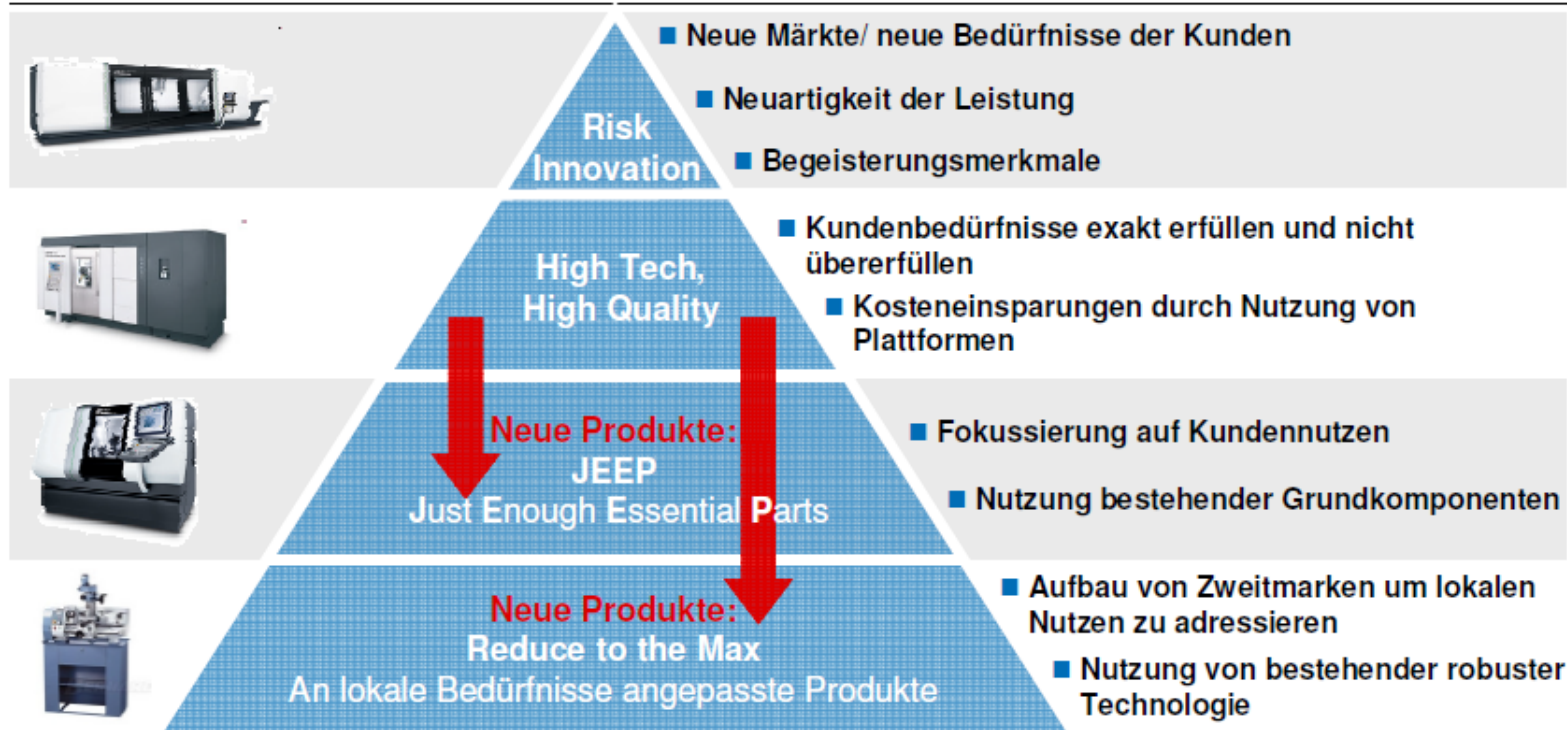 Neue Märkte/ neue Bedürfnisse der Kunden
Neuartigkeit der Leistung
Begeisterungsmerkmale
Risk
Innovation
Kundenbedürfnisse exakt erfüllen und nicht
übererfüllen
Kosteneinsparungen durch Nutzung von
Plattformen
High Tech,
High Quality
Neue Produkte:
JEEP
Just Enough Essential Parts
Fokussierung auf Kundennutzen
Nutzung bestehender Grundkomponenten
Neue Produkte:
Reduce to the Max
An lokale Bedürfnisse angepasste Produkte
Aufbau von Zweitmarken um lokalen
Nutzen zu adressieren
Nutzung von bestehender robuster
Technologie